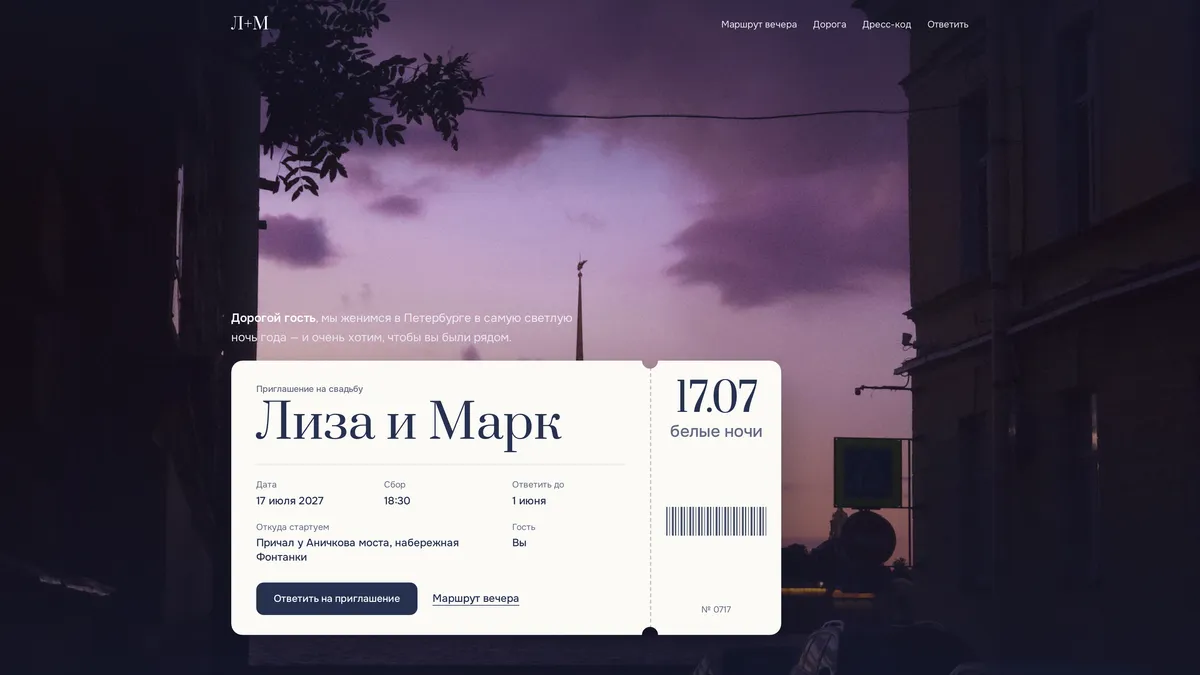 Л+М
Маршрут вечера
Дорога
Дресс-код
Ответить
Дорогой гость, мы женимся в Петербурге в самую светлую
ночь года — и очень хотим, чтобы вы были рядом.
Приглашение на свадьбу
Лиза и Марк
Дата
17 июля 2027
Сбор
18:30
Ответить до
1 июня
Откуда стартуем
Причал у Аничкова моста, набережная
Фонтанки
Гость
Вы
Ответить на приглашение
Маршрут вечера
17.07
белые ночи
№ 0717